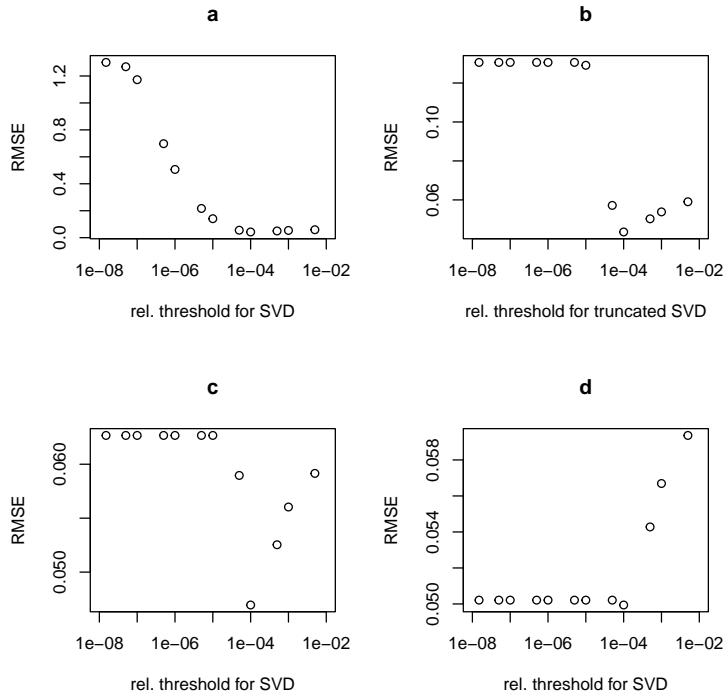 a
RMSE
0.0 0.4 0.8 1.2
1e-08 1e-06 1e-04 1e-02
rel. threshold for SVD
b
RMSE
0.06 0.10
1e-08 1e-06 1e-04 1e-02
rel. threshold for truncated SVD
c
RMSE
0.050 0.060
1e-08 1e-06 1e-04 1e-02
rel. threshold for SVD
d
RMSE
0.050 0.054 0.058
1e-08 1e-06 1e-04 1e-02
rel. threshold for SVD